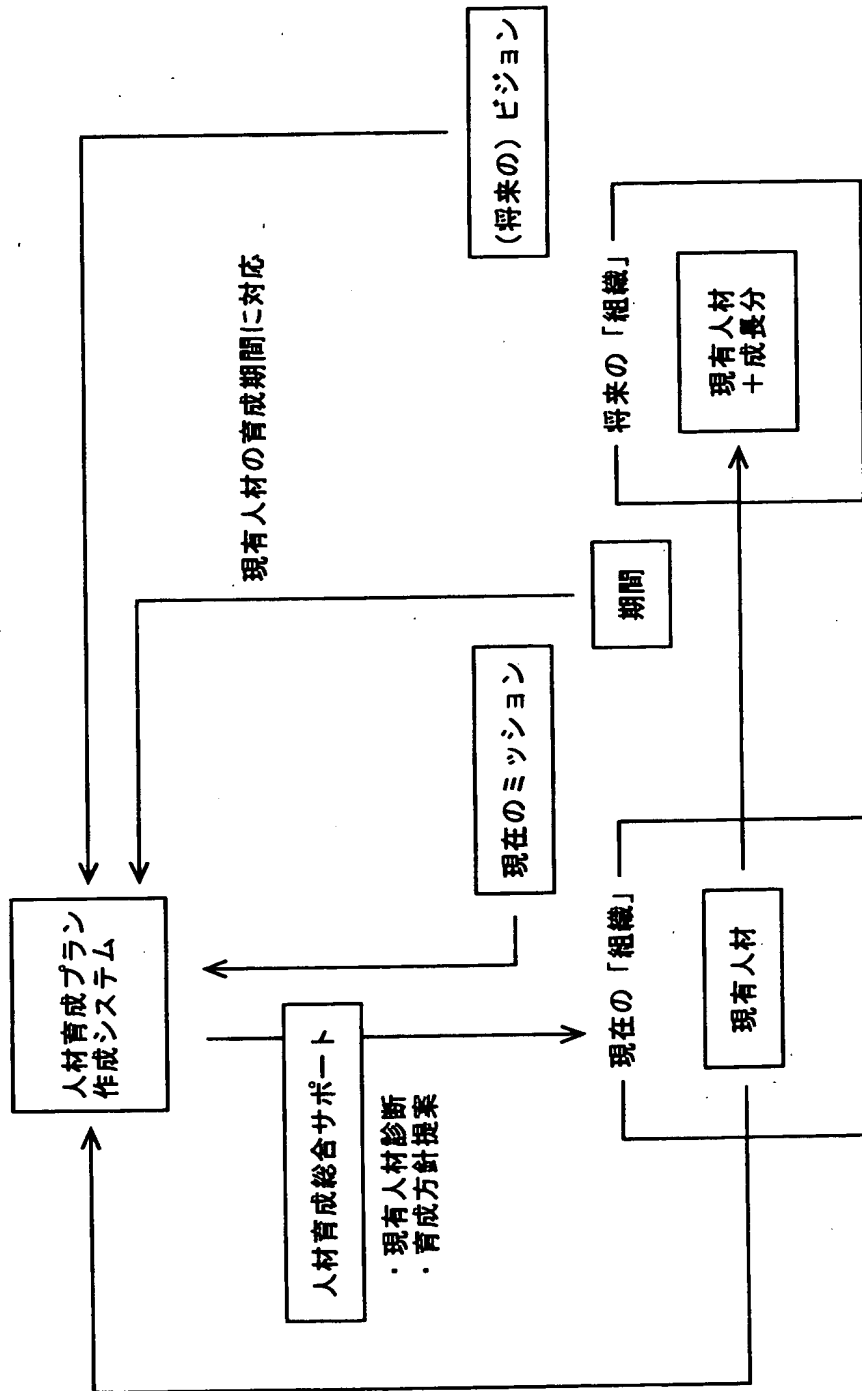 人材育成プラン
作成システム
現有人材の育成期間に対応
人材育成総合サポート
・現有人材診断
・育成方針提案
現在のミッション
(将来の) ビジョン
期間
現在の「組織」
現有人材
将来の「組織」
現有人材
+成長分